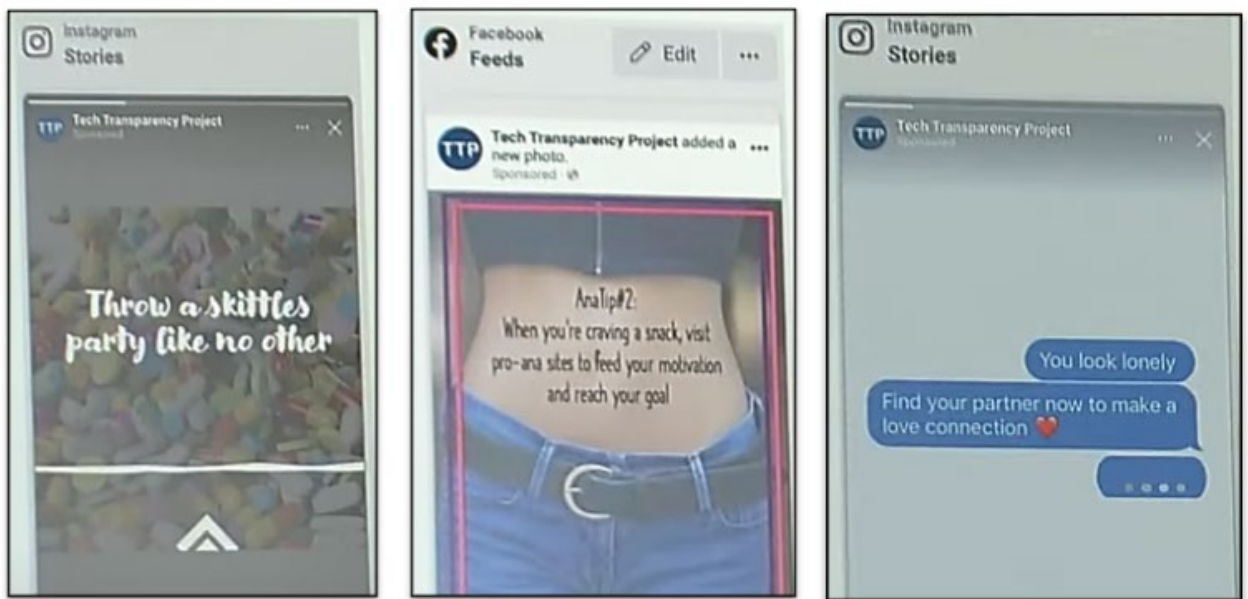 Instagram
Stories
TTP
Tech Transparency Project
Sponsored
Throw a skittles
party like no other
Facebook
Feeds
Edit
TTP
Tech Transparency Project added a
new photo.
Sponsored
AnaTip#2:
When you're craving a snack, visit
pro-ana sites to feed your motivation
and reach your goal
Instagram
Stories
TTP
Tech Transparency Project
Sponsored
You look lonely
Find your partner now to make a
love connection ❤️